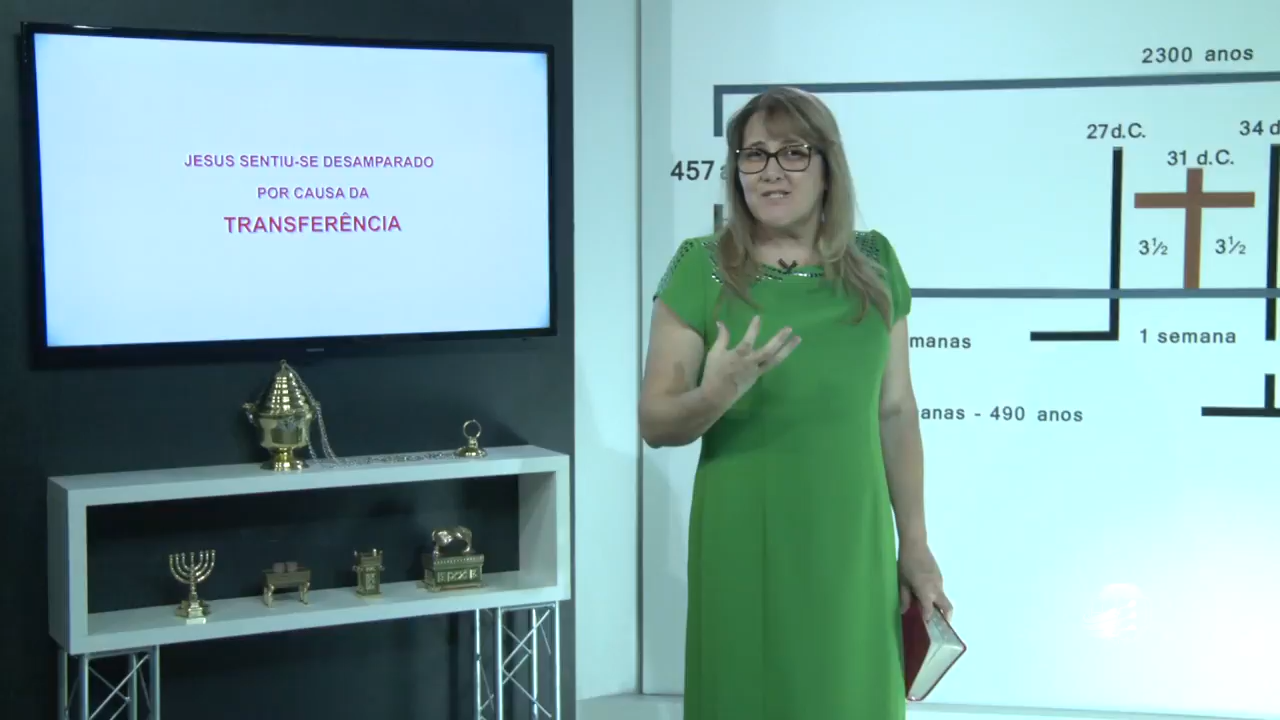 JESUS SENTIU-SE DESAMPARADO
POR CAUSA DA
TRANSFERÊNCIA
2300 anos
27d.C.
34 d
31 d.C.
457
3½
3½
manas
1 semana
anas - 490 anos